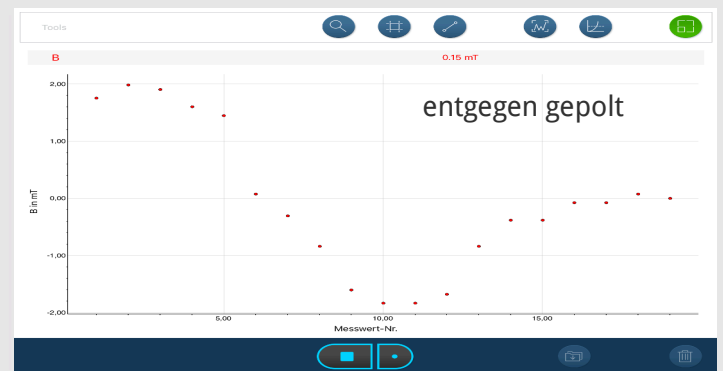 Tools
B 0.15 mT
entgegen gepolt
2,00
1,00
0,00
-1,00
-2,00
B in mT
5,00 10,00 15,00
Messwert-Nr.